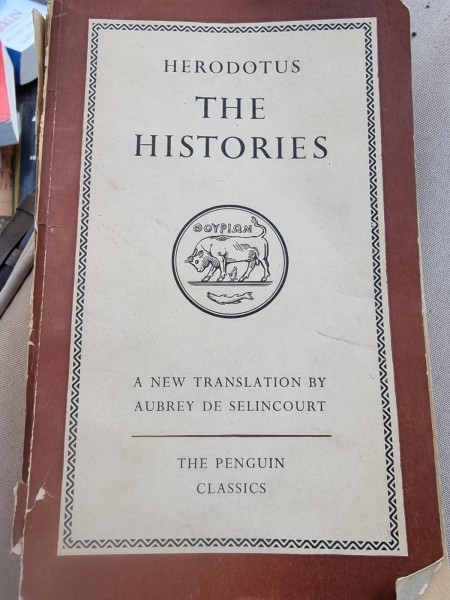 HERODOTUS
THE
HISTORIES
ΘΟΥΡΙΩΝ
A NEW TRANSLATION BY
AUBREY DE SELINCOURT
THE PENGUIN
CLASSICS